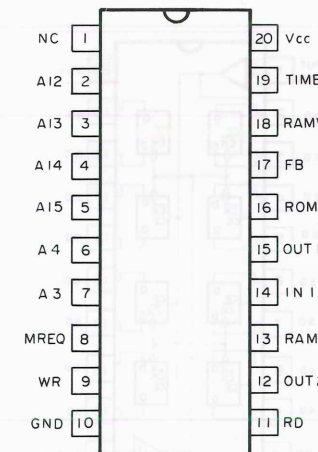 NC 1 20 Vcc
A12 2 19 TIME
A13 3 18 RAM
A14 4 17 FB
A15 5 16 ROM
A4 6 15 OUT
A3 7 14 IN 1
MREQ 8 13 RAM
WR 9 12 OUT
GND 10 11 RD